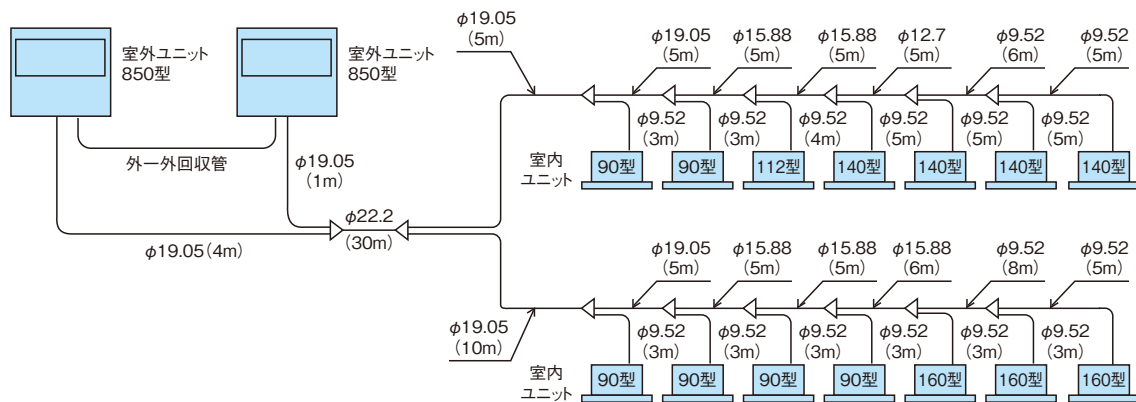 室外ユニット
850型
室外ユニット
850型
外ー外回収管
φ19.05
(1m)
φ19.05(4m)
φ22.2
(30m)
φ19.05
(5m)
φ19.05
(5m)
φ15.88
(5m)
φ15.88
(5m)
φ12.7
(5m)
φ9.52
(6m)
φ9.52
(5m)
φ9.52
(3m)
φ9.52
(3m)
φ9.52
(4m)
φ9.52
(5m)
φ9.52
(5m)
φ9.52
(5m)
室内
ユニット
90型
90型
112型
140型
140型
140型
140型
φ19.05
(10m)
φ19.05
(5m)
φ15.88
(5m)
φ15.88
(5m)
φ15.88
(6m)
φ9.52
(8m)
φ9.52
(5m)
φ9.52
(3m)
φ9.52
(3m)
φ9.52
(3m)
φ9.52
(3m)
φ9.52
(3m)
φ9.52
(3m)
室内
ユニット
90型
90型
90型
90型
160型
160型
160型